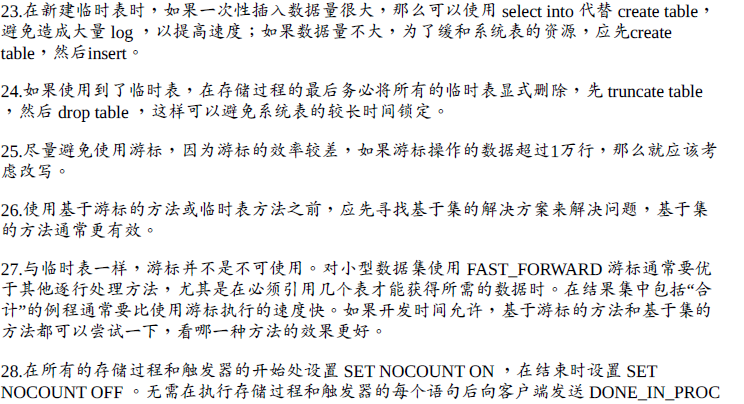 23.在新建临时表时，如果一次性插入数据量很大，那么可以使用 select into 代替 create table，
避免造成大量 log ，以提高速度；如果数据量不大，为了缓和系统表的资源，应先create
table，然后insert。
24.如果使用到了临时表，在存储过程的最后务必将所有的临时表显式删除，先 truncate table
，然后 drop table ，这样可以避免系统表的较长时间锁定。
25.尽量避免使用游标，因为游标的效率较差，如果游标操作的数据超过1万行，那么就应该考
虑改写。
26.使用基于游标的方法或临时表方法之前，应先寻找基于集的解决方案来解决问题，基于集
的方法通常更有效。
27.与临时表一样，游标并不是不可使用。对小型数据集使用 FAST_FORWARD 游标通常要优
于其他逐行处理方法，尤其是在必须引用几个表才能获得所需的数据时。在结果集中包括“合
计”的例程通常要比使用游标执行的速度快。如果开发时间允许，基于游标的方法和基于集的
方法都可以尝试一下，看哪一种方法的效果更好。
28.在所有的存储过程和触发器的开始处设置 SET NOCOUNT ON ，在结束时设置 SET
NOCOUNT OFF 。无需在执行存储过程和触发器的每个语句后向客户端发送 DONE_IN_PROC